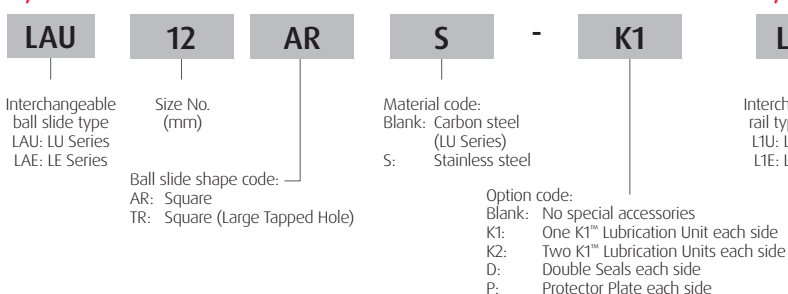 LAU 12 AR S - K1 L
Interchangeable
ball slide type
LAU: LU Series
LAE: LE Series
Size No.
(mm)
Ball slide shape code:
AR: Square
TR: Square (Large Tapped Hole)
Material code:
Blank: Carbon steel
(LU Series)
S: Stainless steel
Option code:
Blank: No special accessories
K1: One K1™ Lubrication Unit each side
K2: Two K1™ Lubrication Units each side
D: Double Seals each side
P: Protector Plate each side
Interch
rail ty
L1U: L
L1E: L